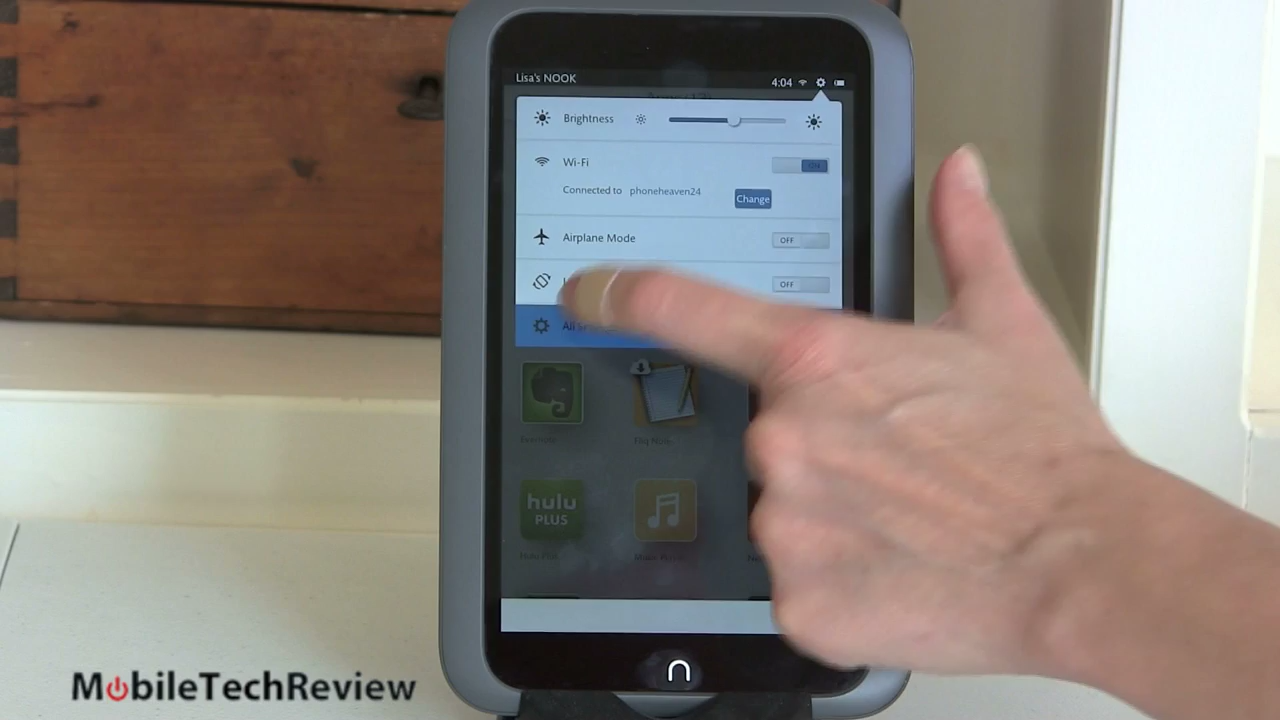 Lisa's NOOK
4:04
Brightness
Wi-Fi
ON
Connected to phoneheaven24
Change
Airplane Mode
OFF
OFF
All
hulu
PLUS
MobileTechReview